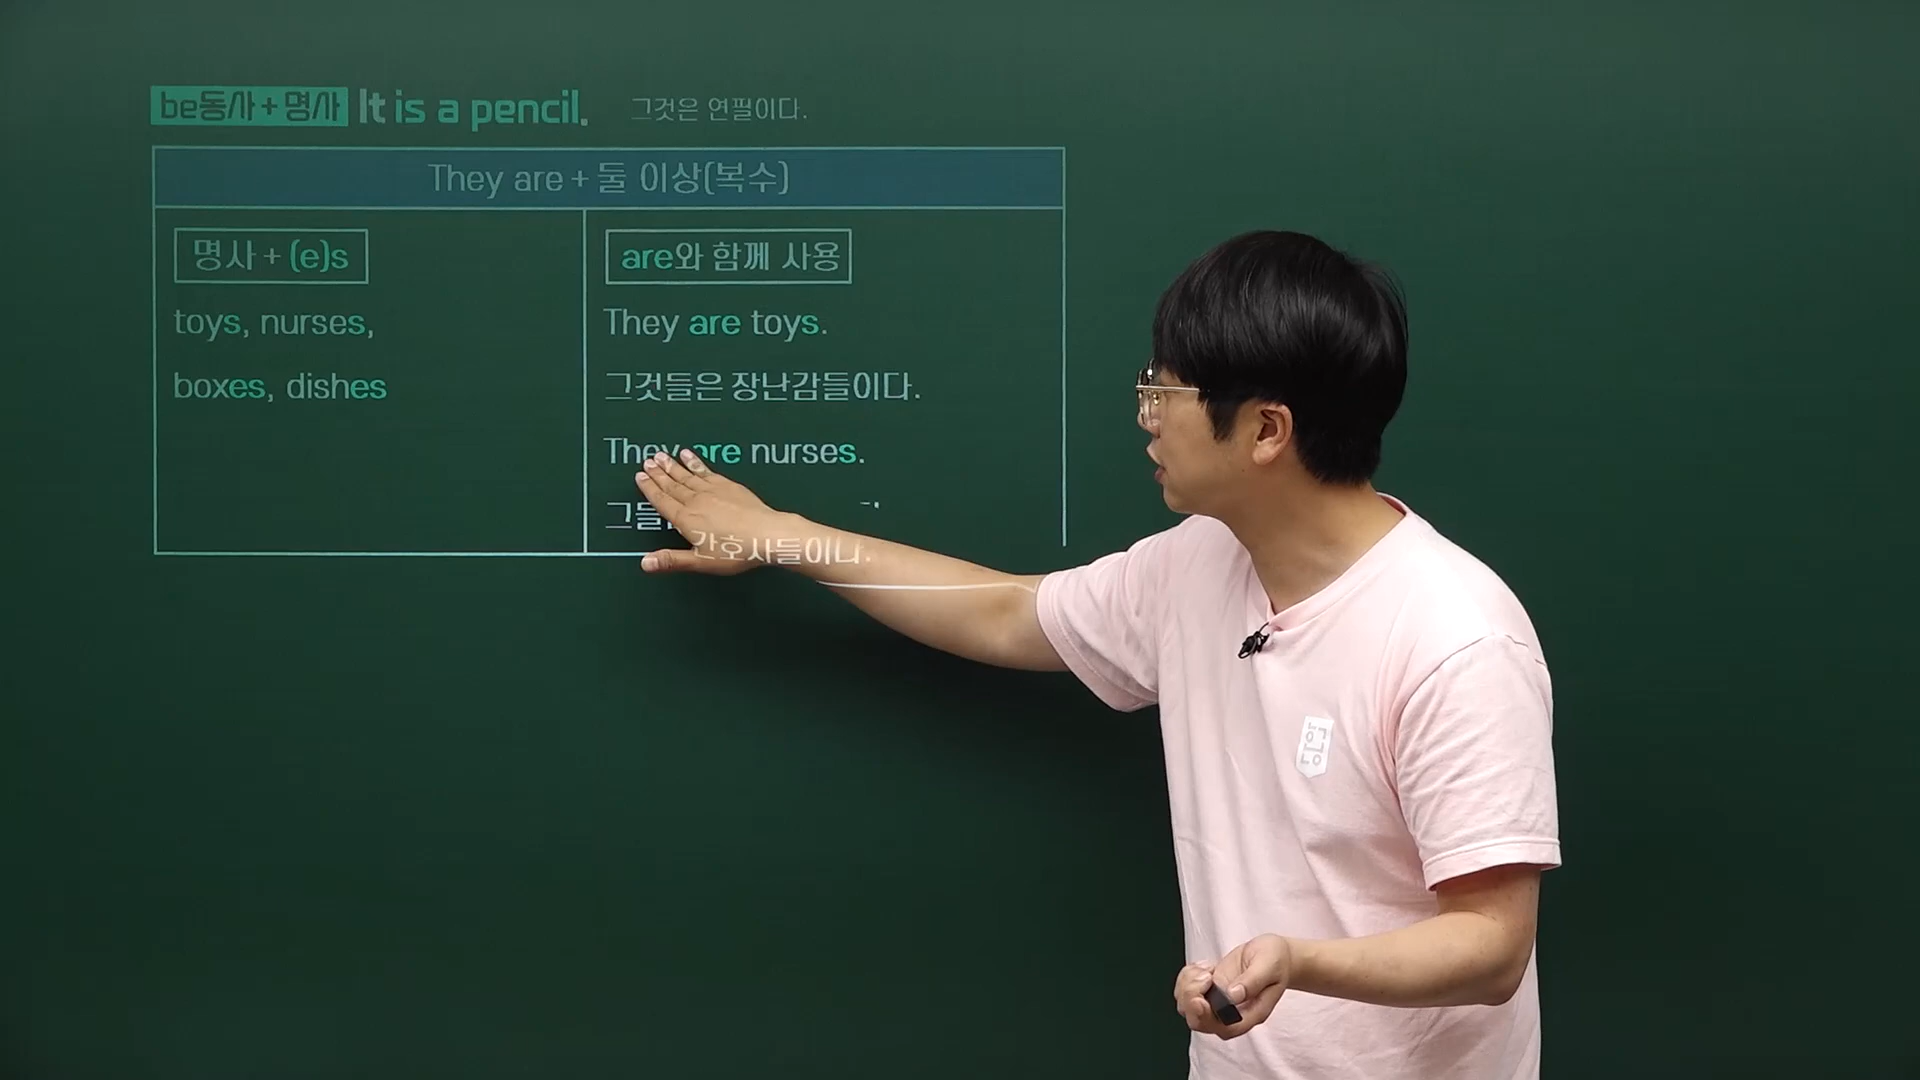 be동사 + 명사 It is a pencil. 그것은 연필이다.
They are + 둘 이상(복수)
명사 + (e)s
toys, nurses,
boxes, dishes
are와 함께 사용
They are toys.
그것들은 장난감들이다.
They are nurses.
간호사들이다.